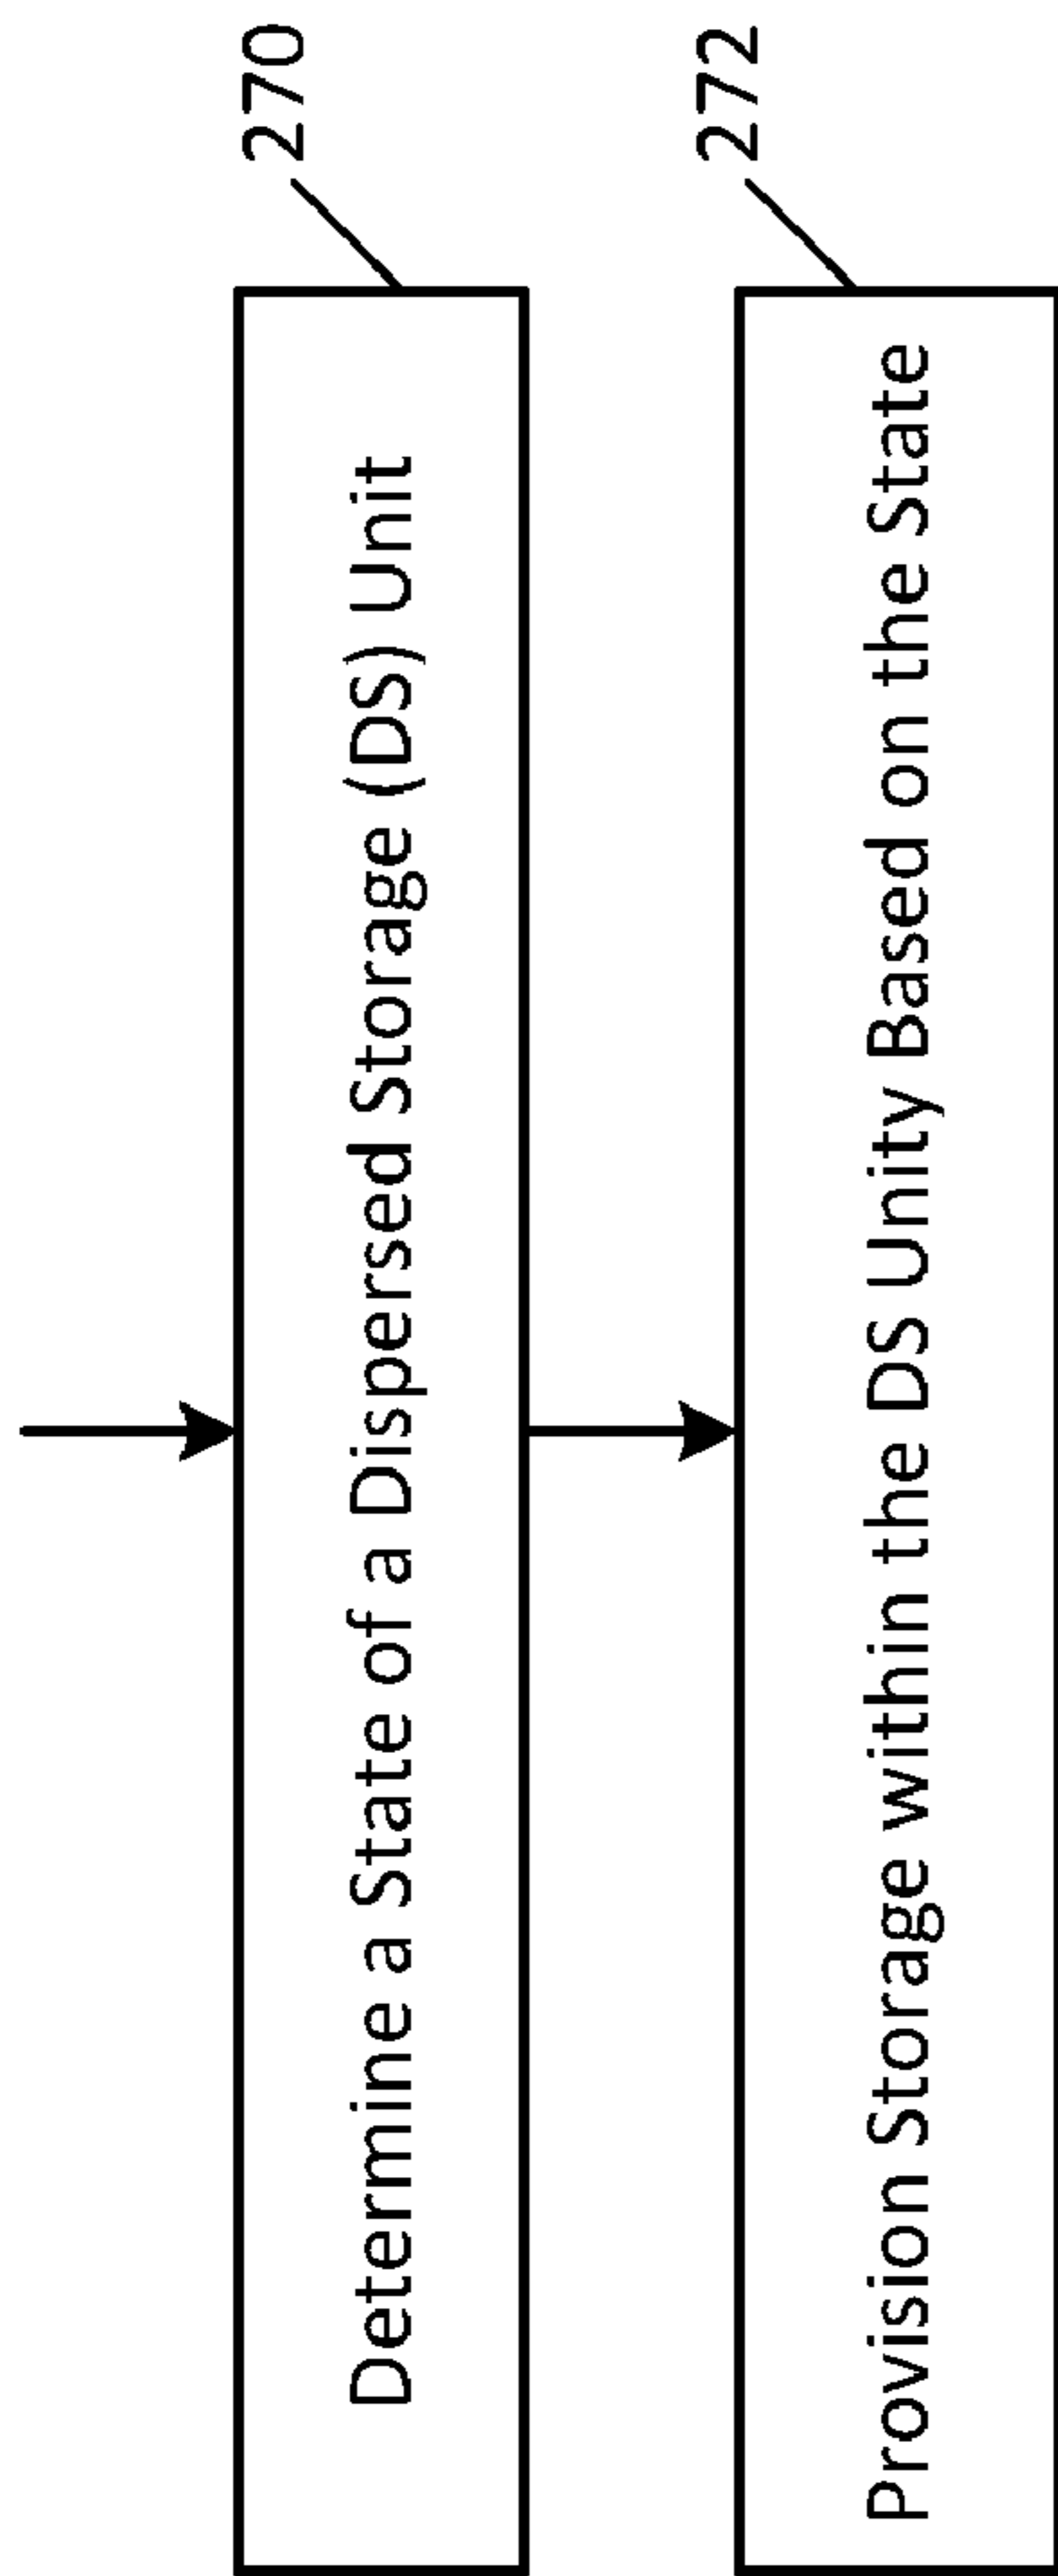 270
Determine a State of a Dispersed Storage (DS) Unit
272
Provision Storage within the DS Unity Based on the State